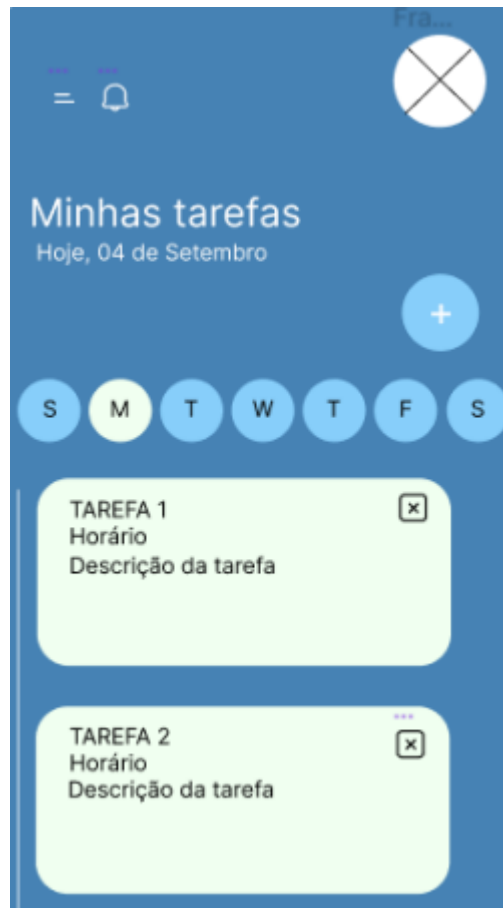 Fra...
Minhas tarefas
Hoje, 04 de Setembro
+
S M T W T F S
TAREFA 1
Horário
Descrição da tarefa
TAREFA 2
Horário
Descrição da tarefa